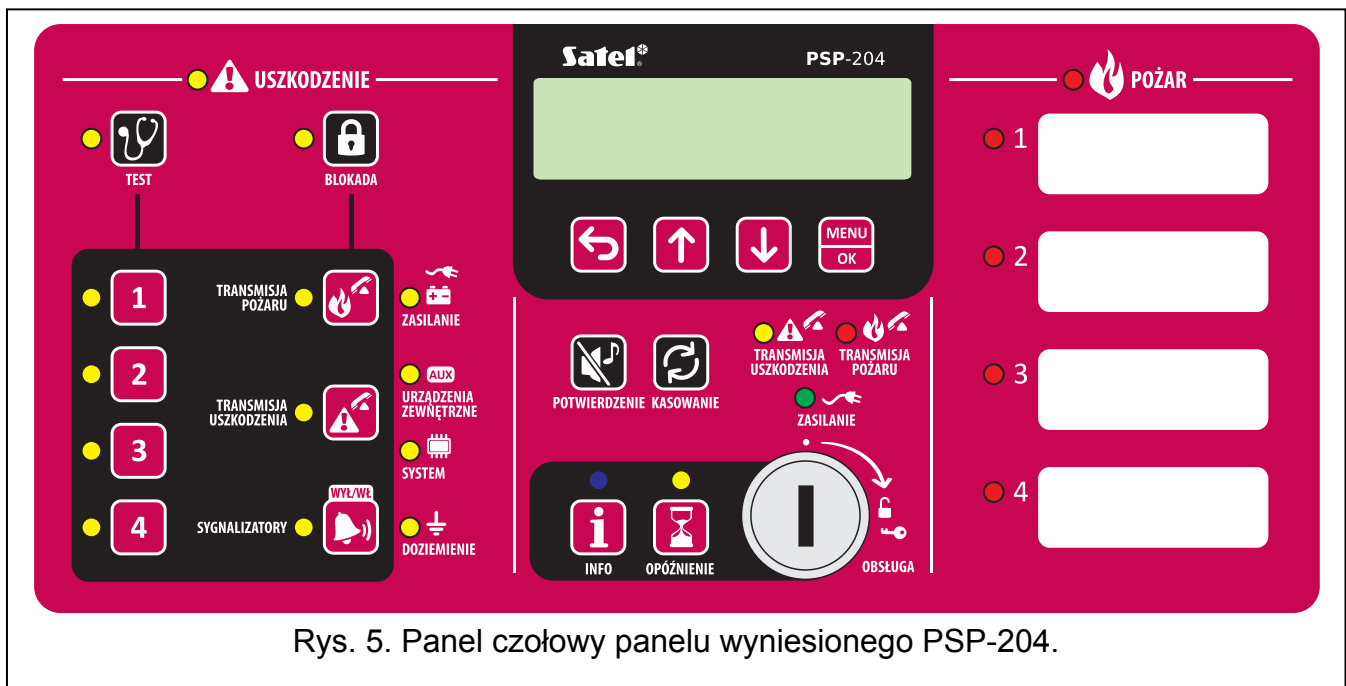 USZKODZENIE
TEST
BLOKADA
1
2
3
4
TRANSMISJA
POŻARU
TRANSMISJA
USZKODZENIA
SYGNALIZATORY
WYŁ/WŁ
ZASILANIE
AUX
URZĄDZENIA
ZEWNĘTRZNE
SYSTEM
DOZIEMIENIE
Satel®
PSP-204
MENU
OK
POTWIERDZENIE
KASOWANIE
TRANSMISJA
USZKODZENIA
TRANSMISJA
POŻARU
ZASILANIE
INFO
OPÓŹNIENIE
OBSŁUGA
POŻAR
1
2
3
4
Rys. 5. Panel czołowy panelu wyniesionego PSP-204.